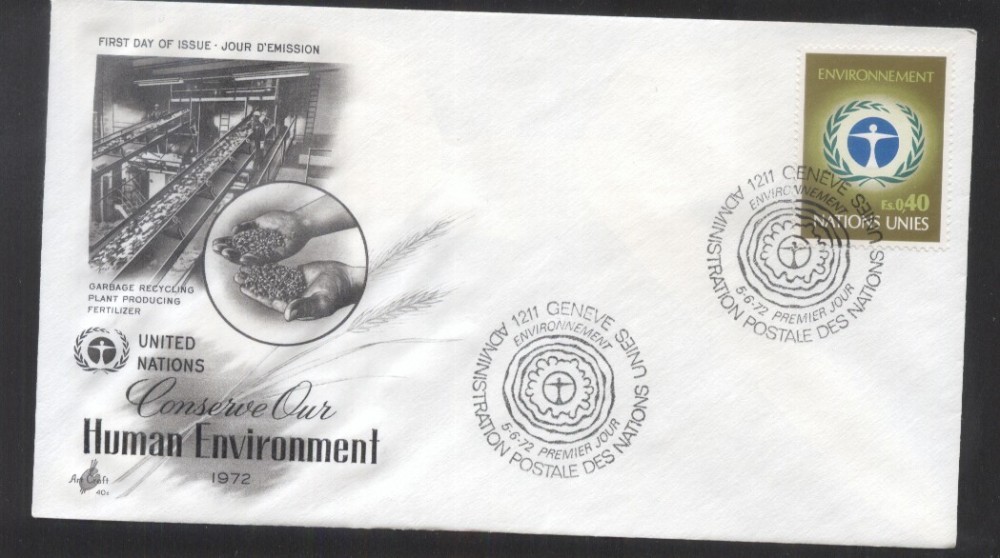 FIRST DAY OF ISSUE · JOUR D'EMISSION
GARBAGE RECYCLING
PLANT PRODUCING
FERTILIZER
UNITED
NATIONS
Conserve Our
Human Environment
1972
Art Craft
ENVIRONNEMENT
Fs.0,40
NATIONS UNIES
1211 GENEVE
ENVIRONNEMENT
5-6-72 PREMIER JOUR
ADMINISTRATION POSTALE DES NATIONS UNIES
1211 GENEVE
ENVIRONNEMENT
5-6-72 PREMIER JOUR
ADMINISTRATION POSTALE DES NATIONS UNIES